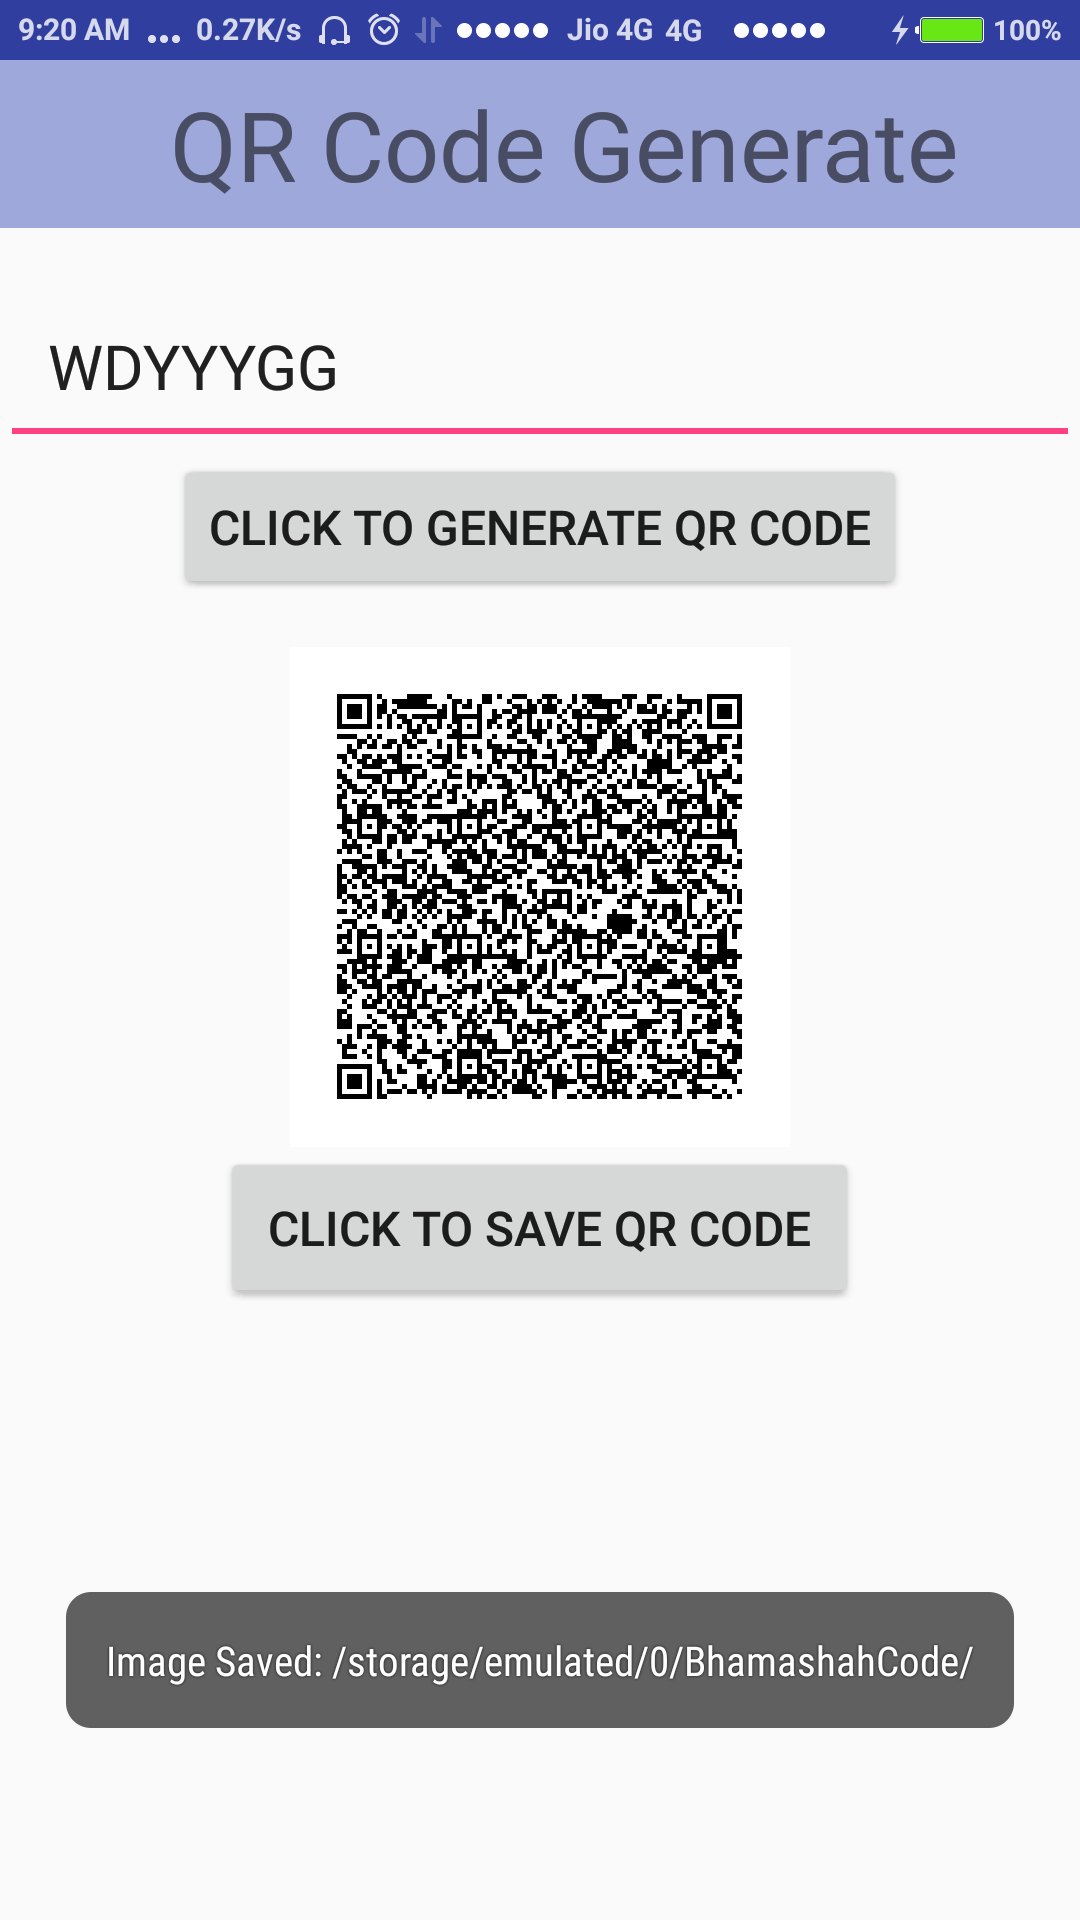 9:20 AM ... 0.27K/s Jio 4G 4G 100%
QR Code Generate
WDYYYGG
CLICK TO GENERATE QR CODE
CLICK TO SAVE QR CODE
Image Saved: /storage/emulated/0/BhamashahCode/